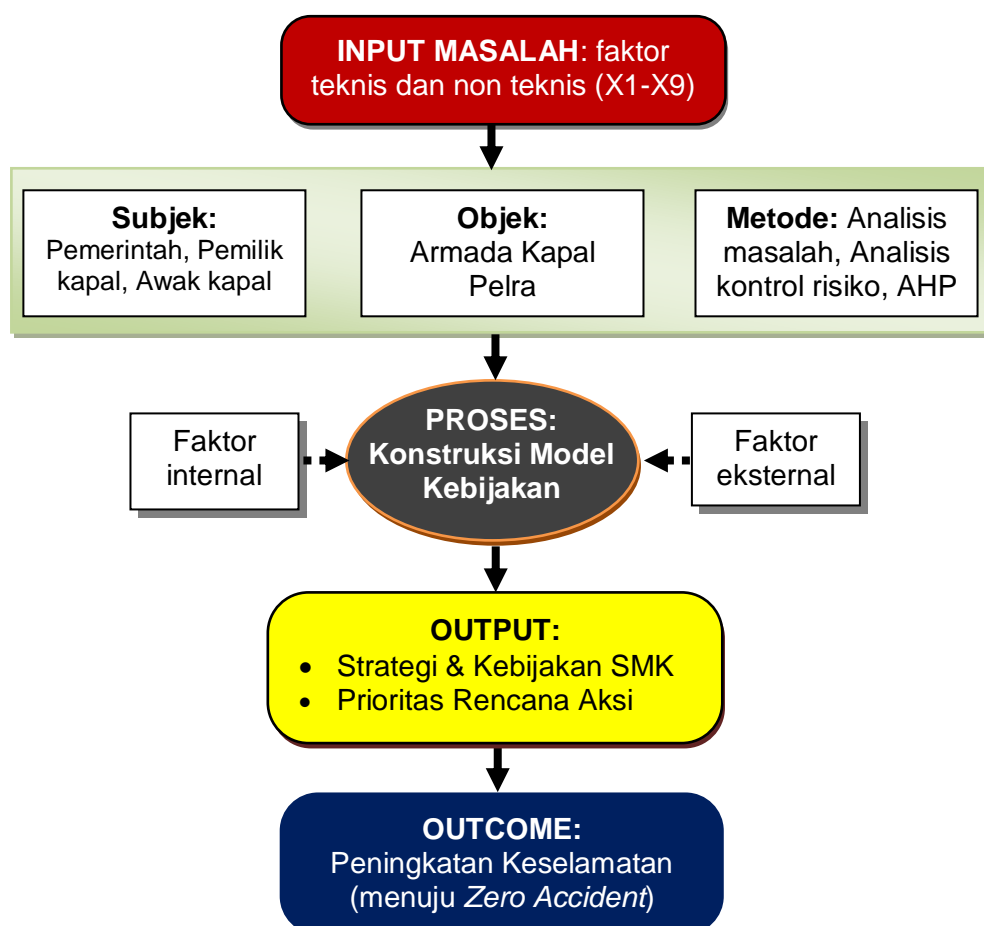 INPUT MASALAH: faktor
teknis dan non teknis (X1-X9)
Subjek:
Pemerintah, Pemilik
kapal, Awak kapal
Objek:
Armada Kapal
Pelra
Metode: Analisis
masalah, Analisis
kontrol risiko, AHP
Faktor
internal
PROSES:
Konstruksi Model
Kebijakan
Faktor
eksternal
OUTPUT:
• Strategi & Kebijakan SMK
• Prioritas Rencana Aksi
OUTCOME:
Peningkatan Keselamatan
(menuju Zero Accident)